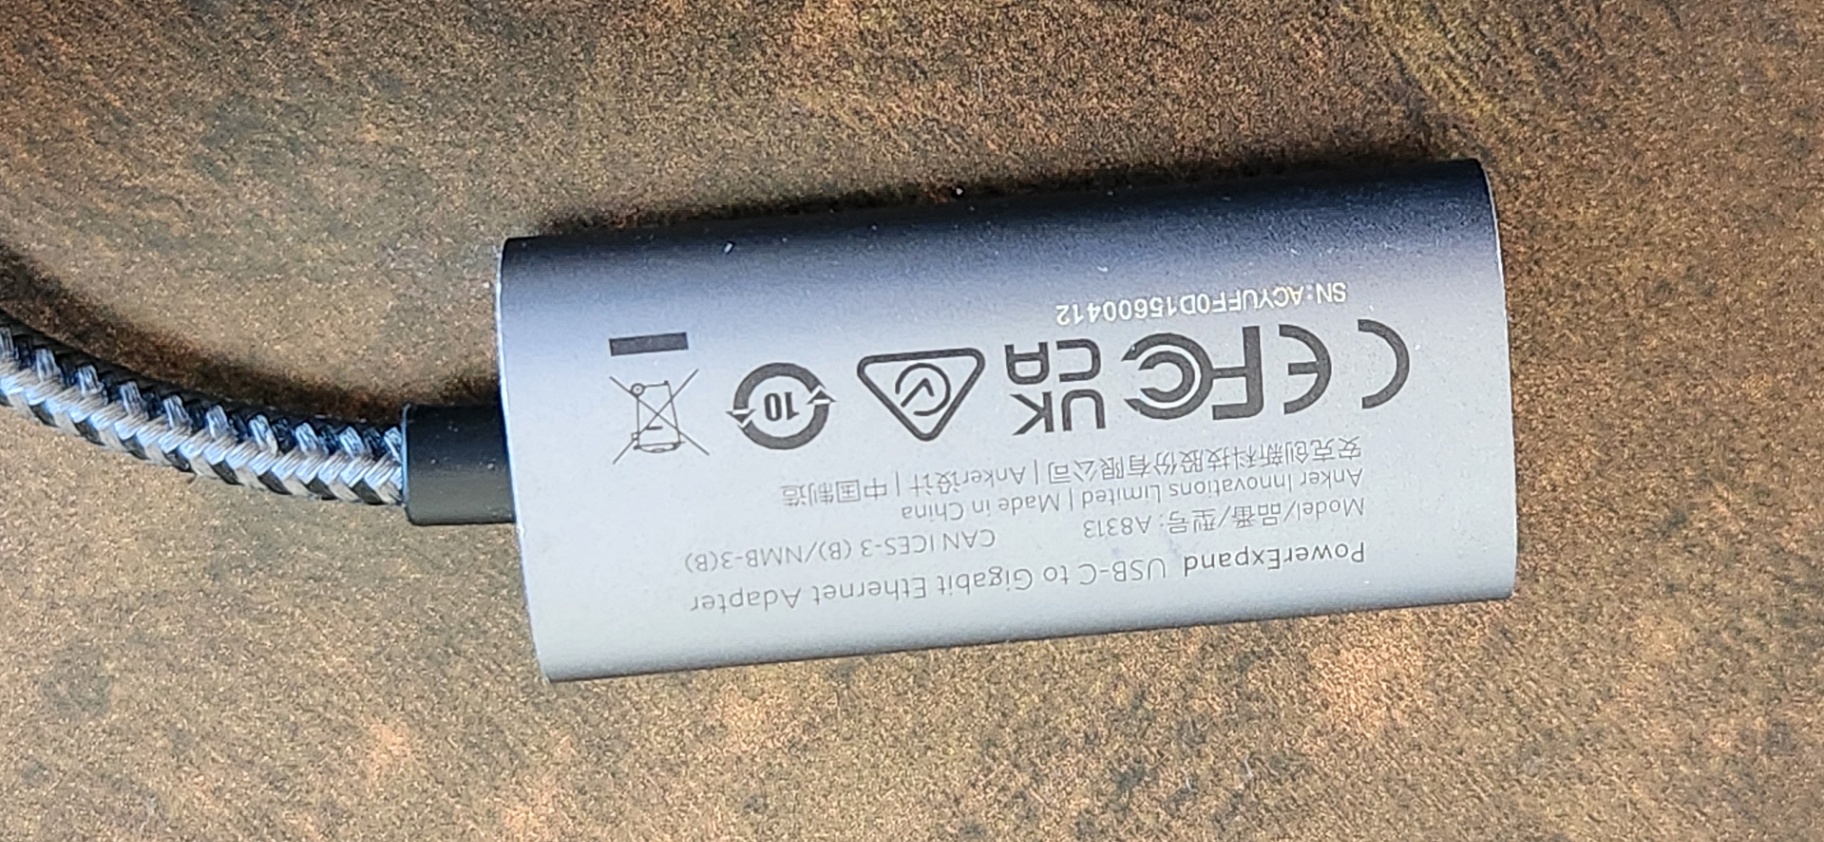 PowerExpand USB-C to Gigabit Ethernet Adapter
Model/品番/型号: A8313 CAN ICES-3 (B)/NMB-3(B)
Anker Innovations Limited | Made in China
安克创新科技股份有限公司 | Anker设计 | 中国制造
CE FC UK CA 10
SN:ACYUFF0D15600412